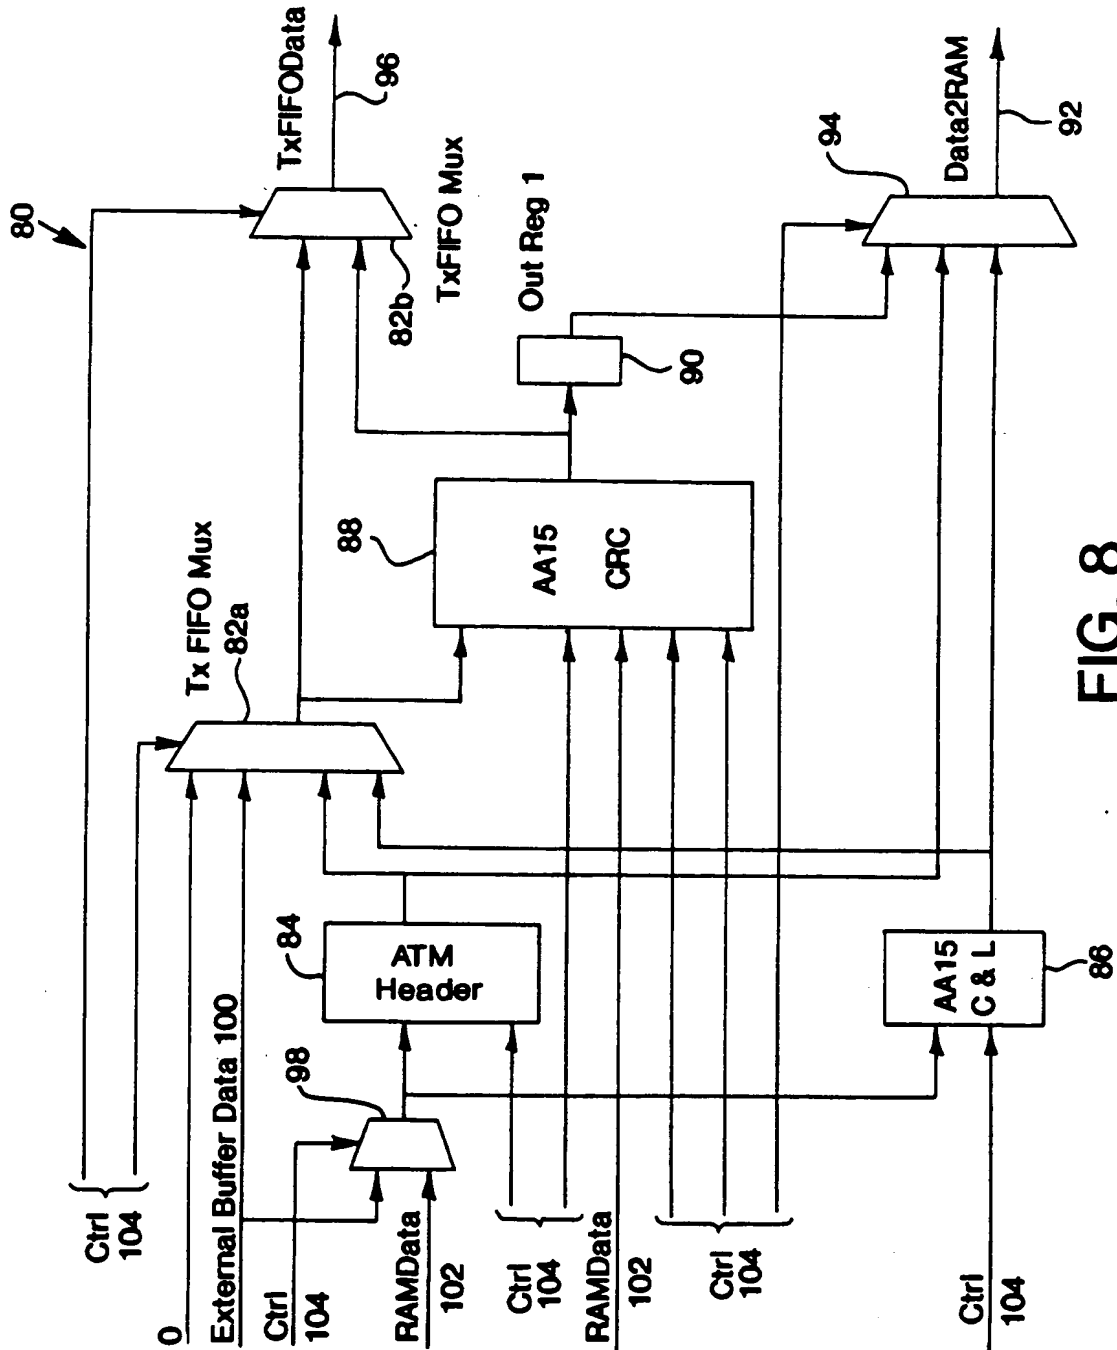 80
TxFIFOData
96
82b
TxFIFO Mux
Out Reg 1
90
94
Data2RAM
92
Tx FIFO Mux
82a
88
AA15
CRC
84
ATM
Header
98
AA15
C & L
86
Ctrl
104
0
External Buffer Data 100
Ctrl
104
RAMData
102
Ctrl
104
RAMData
102
Ctrl
104
Ctrl
104
FIG. 8